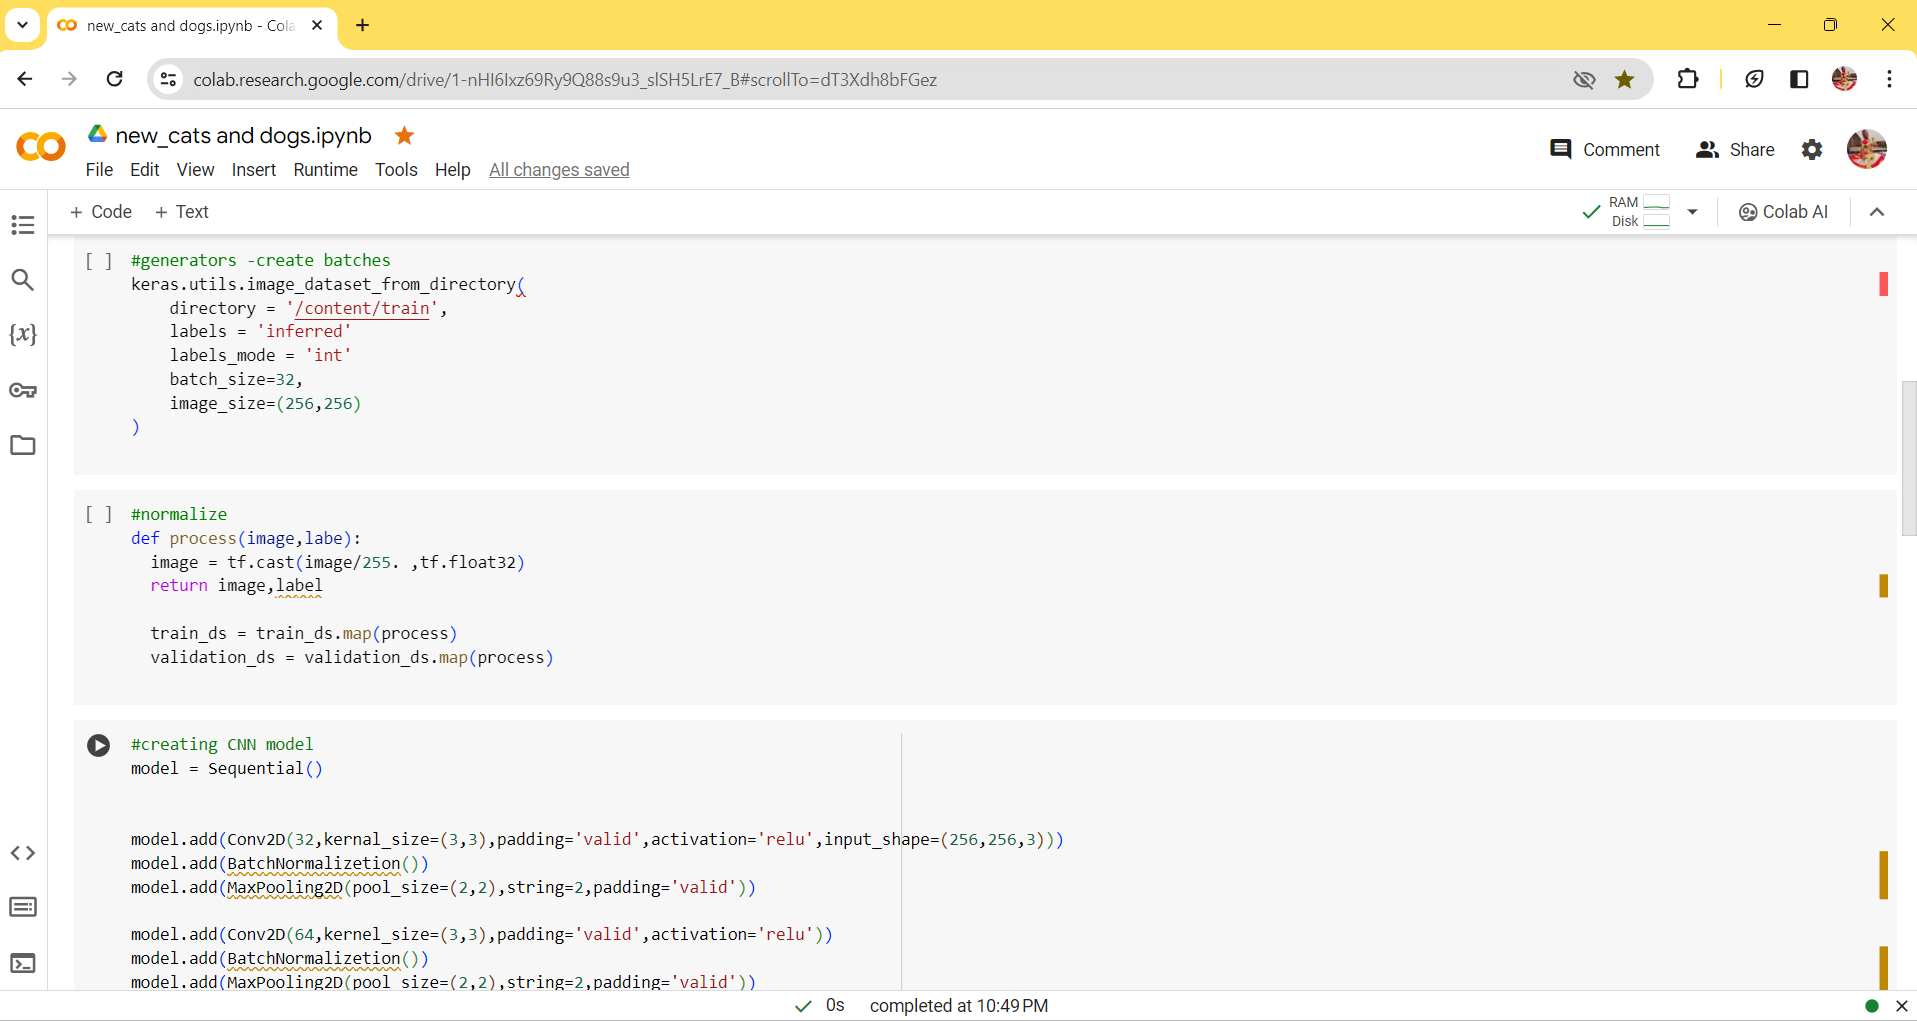 new_cats and dogs.ipynb - Cola
colab.research.google.com/drive/1-nHI6Ixz69Ry9Q88s9u3_slSH5LrE7_B#scrollTo=dT3Xdh8bFGez
new_cats and dogs.ipynb
Comment Share
File Edit View Insert Runtime Tools Help All changes saved
+ Code + Text
RAM
Disk
Colab AI
[ ] #generators -create batches
keras.utils.image_dataset_from_directory(
    directory = '/content/train',
    labels = 'inferred'
    labels_mode = 'int'
    batch_size=32,
    image_size=(256,256)
)
[ ] #normalize
def process(image,labe):
  image = tf.cast(image/255. ,tf.float32)
  return image,label
  train_ds = train_ds.map(process)
  validation_ds = validation_ds.map(process)
#creating CNN model
model = Sequential()
model.add(Conv2D(32,kernal_size=(3,3),padding='valid',activation='relu',input_shape=(256,256,3)))
model.add(BatchNormalizetion())
model.add(MaxPooling2D(pool_size=(2,2),string=2,padding='valid'))
model.add(Conv2D(64,kernel_size=(3,3),padding='valid',activation='relu'))
model.add(BatchNormalizetion())
model.add(MaxPooling2D(pool_size=(2,2),string=2,padding='valid'))
0s completed at 10:49 PM